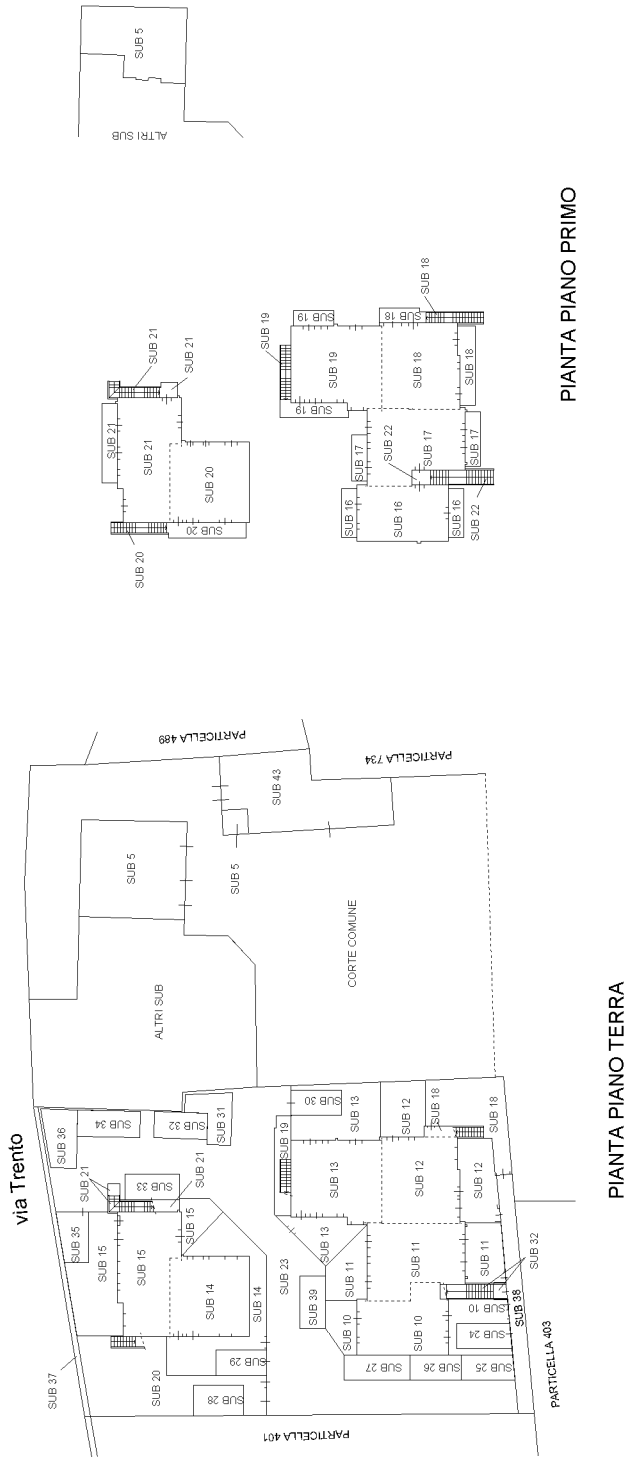 SUB 5
ALTRI SUB
SUB 21
SUB 21
SUB 21
SUB 21
SUB 20
SUB 20
SUB 20
SUB 19
SUB 19
SUB 19
SUB 19
SUB 18
SUB 18
SUB 18
SUB 18
SUB 22
SUB 17
SUB 17
SUB 17
SUB 16
SUB 16
SUB 16
SUB 22
PIANTA PIANO PRIMO
via Trento
PARTICELLA 489
PARTICELLA 734
SUB 43
SUB 5
SUB 5
ALTRI SUB
CORTE COMUNE
SUB 36
SUB 34
SUB 32
SUB 31
SUB 21
SUB 33
SUB 21
SUB 35
SUB 15
SUB 15
SUB 15
SUB 14
SUB 14
SUB 23
SUB 37
SUB 20
SUB 29
SUB 28
PARTICELLA 401
SUB 30
SUB 13
SUB 12
SUB 18
SUB 18
SUB 19
SUB 13
SUB 12
SUB 12
SUB 13
SUB 11
SUB 11
SUB 11
SUB 32
SUB 39
SUB 10
SUB 10
SUB 10
SUB 38
SUB 24
SUB 27
SUB 26
SUB 25
PARTICELLA 403
PIANTA PIANO TERRA